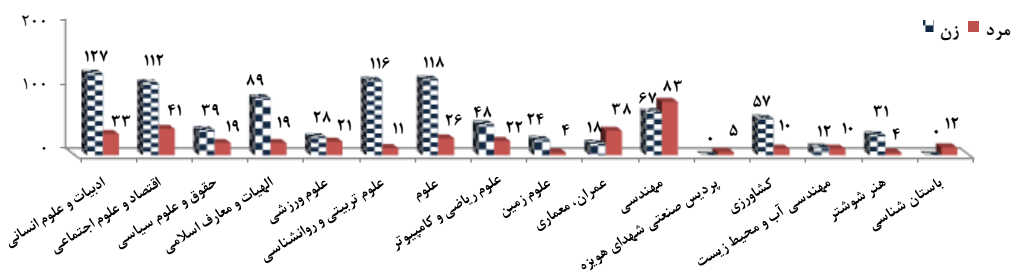 ۲۰۰
۱۰۰
۰
زن
مرد
۱۲۷
۳۳
۱۱۲
۴۱
۳۹
۱۹
۸۹
۱۹
۲۸
۲۱
۱۱۶
۱۱
۱۱۸
۲۶
۴۸
۲۲
۲۴
۴
۱۸
۳۸
۶۷
۸۳
۰
۵
۵۷
۱۰
۱۲
۱۰
۳۱
۴
۰
۱۲
ادبیات و علوم انسانی
اقتصاد و علوم اجتماعی
حقوق و علوم سیاسی
الهیات و معارف اسلامی
علوم ورزشی
علوم تربیتی و روانشناسی
علوم
علوم ریاضی و کامپیوتر
علوم زمین
عمران، معماری
مهندسی
پردیس صنعتی شهدای هویزه
کشاورزی
مهندسی آب و محیط زیست
هنر شوشتر
باستان شناسی